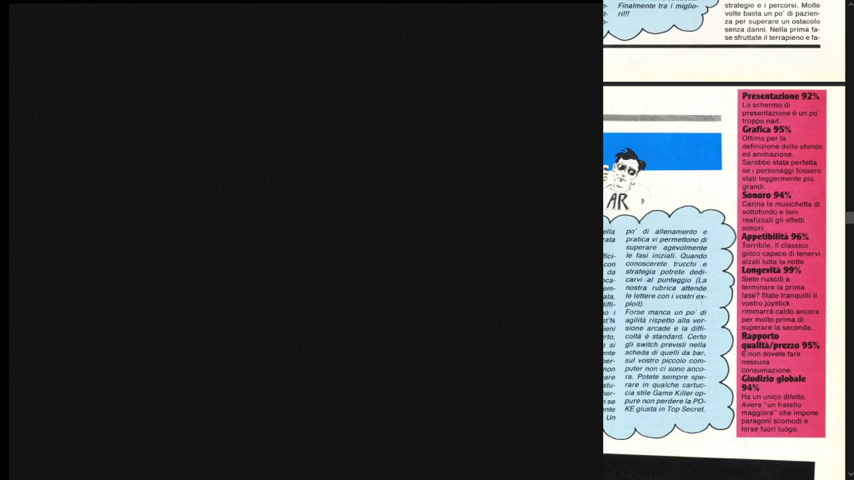 Finalmente tra i miglio-
ri!!!
strategie e i percorsi. Molte
volte basta un po' di pazien-
za per superare un ostacolo
senza danni. Nella prima fa-
se sfruttate il terrapieno e fa-
AR
po' di allenamento e
pratica vi permettono di
superare agevolmente
le fasi iniziali. Quando
conoscerete trucchi e
strategia potrete dedi-
carvi al punteggio (La
nostra rubrica attende
le lettere con i vostri ex-
ploit).
Forse manca un po' di
agilità rispetto alla ver-
sione arcade e la diffi-
coltà è standard. Certo
gli switch previsti nella
scheda di quelli da bar,
sul vostro piccolo com-
puter non ci sono anco-
ra. Potete sempre spe-
rare in qualche cartuc-
cia stile Game Killer op-
pure non perdere la PO-
KE giusta in Top Secret.
Presentazione 92%
Lo schermo di
presentazione è un po'
troppo naif.
Grafica 95%
Ottima per la
definizione dello sfondo
ed animazione.
Sarebbe stata perfetta
se i personaggi fossero
stati leggermente più
grandi.
Sonoro 94%
Carina la musichetta di
sottofondo e ben
realizzati gli effetti
sonori
Appetibilità 96%
Terribile. Il classico
gioco capace di tenervi
alzati tutta la notte
Longevità 99%
Siete riusciti a
terminare la prima
fase? State tranquilli il
vostro joystick
rimmarrà caldo ancora
per molto prima di
superare la seconda.
Rapporto
qualità/prezzo 95%
E non dovete fare
nessuna
consumazione.
Giudizio globale
94%
Ha un unico difetto.
Avere "un fratello
maggiore" che impone
paragoni scomodi e
forse fuori luogo.